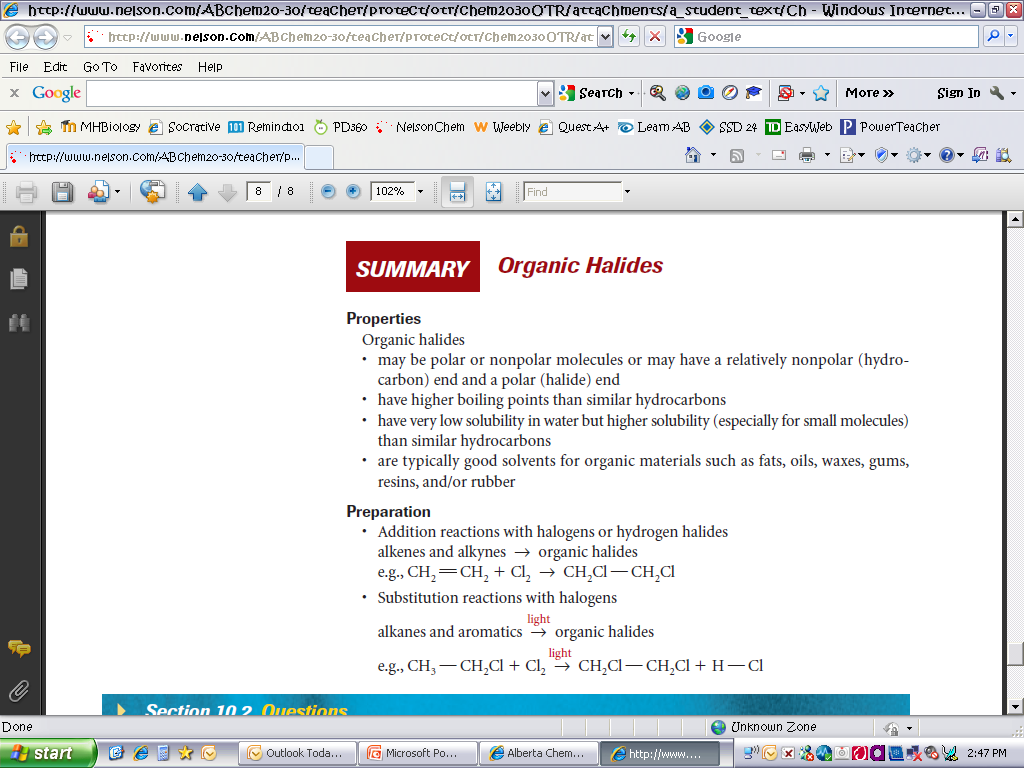 http://www.nelson.com/ABChem20-30/teacher/protect/otr/Chem2030OTR/attachments/a_student_text/Ch - Windows Internet...
http://www.nelson.com/ABChem20-30/teacher/protect/otr/Chem2030OTR/at
Google
File Edit Go To Favorites Help
x Google Search More >> Sign In
MHBiology Socrative 101 Remind101 PD360 NelsonChem W Weebly Quest A+ Learn AB SSD 24 TD EasyWeb P PowerTeacher
http://www.nelson.com/ABChem20-30/teacher/p...
8 / 8 102% Find
SUMMARY Organic Halides
Properties
Organic halides
• may be polar or nonpolar molecules or may have a relatively nonpolar (hydro-
carbon) end and a polar (halide) end
• have higher boiling points than similar hydrocarbons
• have very low solubility in water but higher solubility (especially for small molecules)
than similar hydrocarbons
• are typically good solvents for organic materials such as fats, oils, waxes, gums,
resins, and/or rubber
Preparation
• Addition reactions with halogens or hydrogen halides
alkenes and alkynes → organic halides
e.g., CH₂=CH₂ + Cl₂ → CH₂Cl—CH₂Cl
• Substitution reactions with halogens
light
alkanes and aromatics → organic halides
light
e.g., CH₃—CH₂Cl + Cl₂ → CH₂Cl—CH₂Cl + H—Cl
Section 10.2 Questions
Done Unknown Zone
start Outlook Toda... Microsoft Po... Alberta Chem... http://www.... 2:47 PM